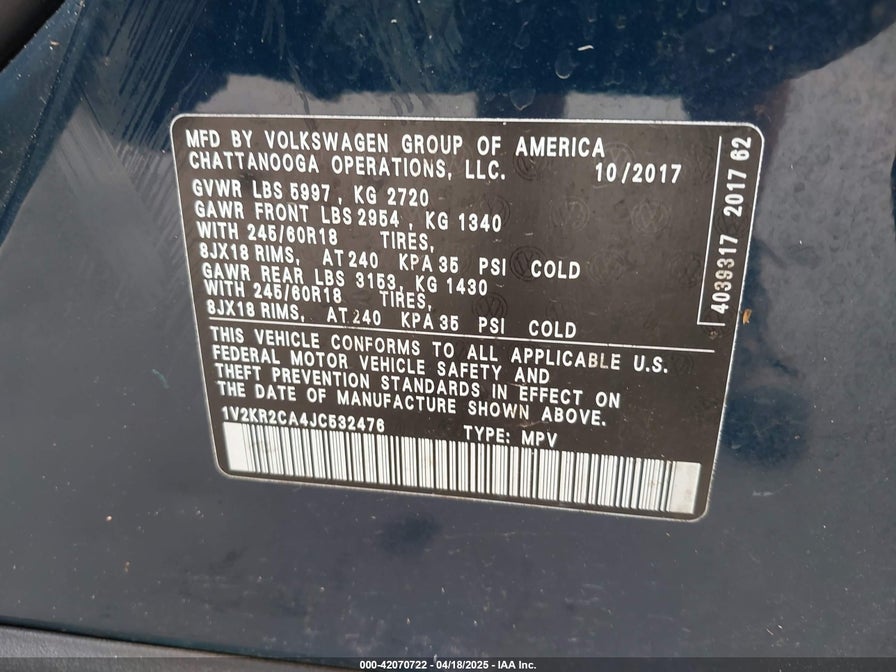 MFD BY VOLKSWAGEN GROUP OF AMERICA
CHATTANOOGA OPERATIONS, LLC. 10/2017
GVWR LBS 5997 , KG 2720
GAWR FRONT LBS 2954 , KG 1340
WITH 245/60R18 TIRES,
8JX18 RIMS, AT 240 KPA 35 PSI COLD
GAWR REAR LBS 3153, KG 1430
WITH 245/60R18 TIRES,
8JX18 RIMS, AT 240 KPA 35 PSI COLD
THIS VEHICLE CONFORMS TO ALL APPLICABLE U.S.
FEDERAL MOTOR VEHICLE SAFETY AND
THEFT PREVENTION STANDARDS IN EFFECT ON
THE DATE OF MANUFACTURE SHOWN ABOVE.
1V2KR2CA4JC532476 TYPE: MPV
4039317 2017 62
000-42070722 - 04/18/2025 - IAA Inc.